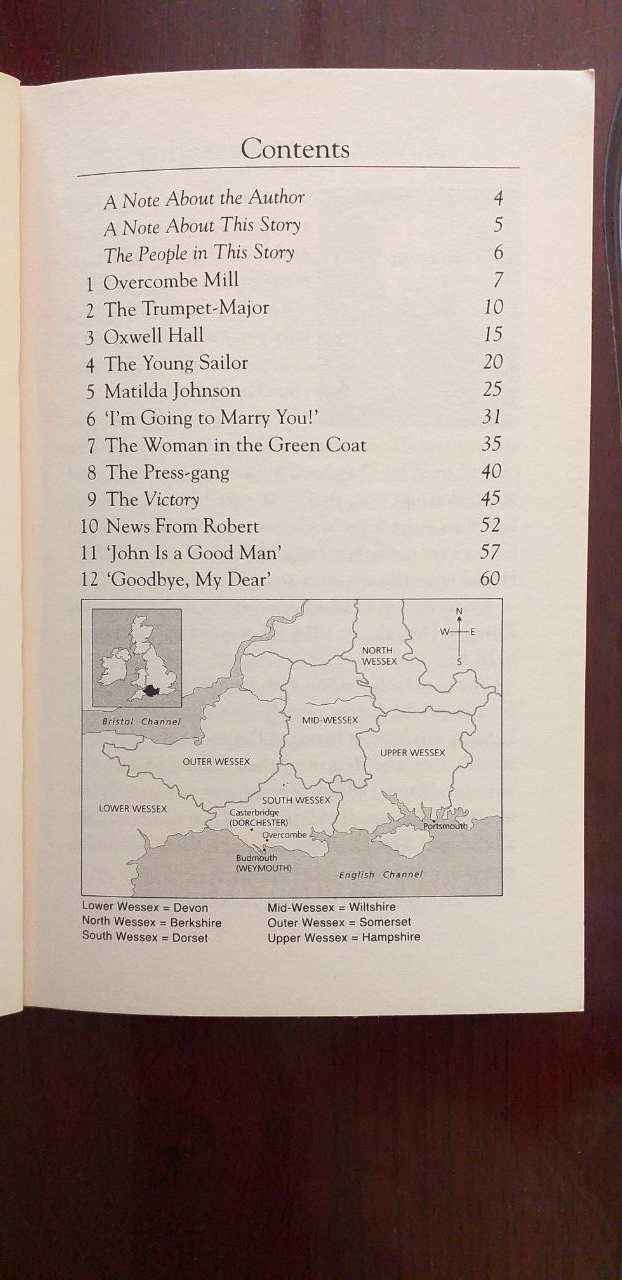 Contents
A Note About the Author 4
A Note About This Story 5
The People in This Story 6
1 Overcombe Mill 7
2 The Trumpet-Major 10
3 Oxwell Hall 15
4 The Young Sailor 20
5 Matilda Johnson 25
6 ‘I'm Going to Marry You!’ 31
7 The Woman in the Green Coat 35
8 The Press-gang 40
9 The Victory 45
10 News From Robert 52
11 ‘John Is a Good Man’ 57
12 ‘Goodbye, My Dear’ 60
N
W E
S
NORTH
WESSEX
Bristol Channel
MID-WESSEX
OUTER WESSEX
UPPER WESSEX
LOWER WESSEX
SOUTH WESSEX
Casterbridge
(DORCHESTER)
Overcombe
Portsmouth
Budmouth
(WEYMOUTH)
English Channel
Lower Wessex = Devon
North Wessex = Berkshire
South Wessex = Dorset
Mid-Wessex = Wiltshire
Outer Wessex = Somerset
Upper Wessex = Hampshire